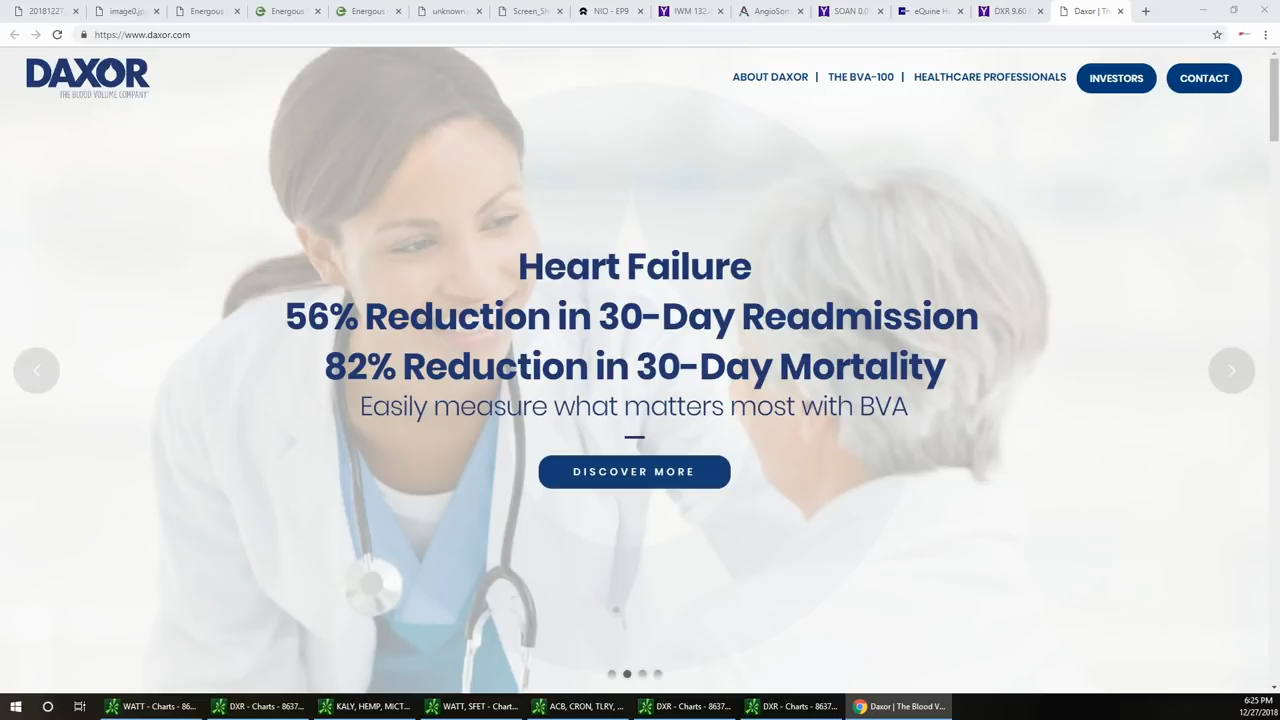 20181227
image0.jp
Energous
Energous
Energous
unknown.
Screen_Sh
NIO - EP9
IWM 132.
AngioSom
SOAN 0.0
eQuine H
DXR 9.60
Daxor | Th
https://www.daxor.com
DAXOR
THE BLOOD VOLUME COMPANY
ABOUT DAXOR | THE BVA-100 | HEALTHCARE PROFESSIONALS INVESTORS CONTACT
Heart Failure
56% Reduction in 30-Day Readmission
82% Reduction in 30-Day Mortality
Easily measure what matters most with BVA
DISCOVER MORE
WATT - Charts - 86...
DXR - Charts - 8637...
KALY, HEMP, MICT...
WATT, SFET - Chart...
ACB, CRON, TLRY, ...
DXR - Charts - 8637...
DXR - Charts - 8637...
Daxor | The Blood V...
6:25 PM
12/27/2018